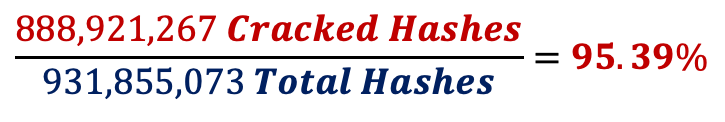 888,921,267 Cracked Hashes
931,855,073 Total Hashes
= 95.39%